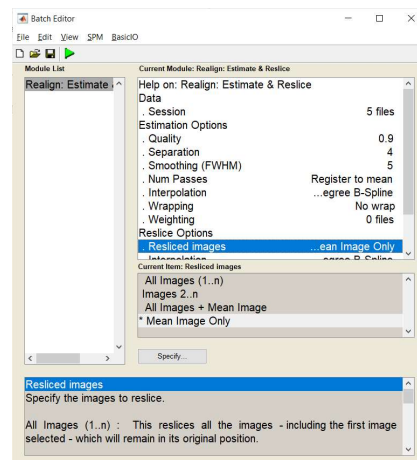 Batch Editor
File Edit View SPM BasicIO
Module List
Current Module: Realign: Estimate & Reslice
Realign: Estimate
Help on: Realign: Estimate & Reslice
Data
. Session 5 files
Estimation Options
. Quality 0.9
. Separation 4
. Smoothing (FWHM) 5
. Num Passes Register to mean
. Interpolation ...egree B-Spline
. Wrapping No wrap
. Weighting 0 files
Reslice Options
. Resliced images ...ean Image Only
. Interpolation ...egree B-Spline
Current Item: Resliced images
All Images (1..n)
Images 2..n
All Images + Mean Image
* Mean Image Only
Specify...
Resliced images
Specify the images to reslice.
All Images (1..n) : This reslices all the images - including the first image
selected - which will remain in its original position.